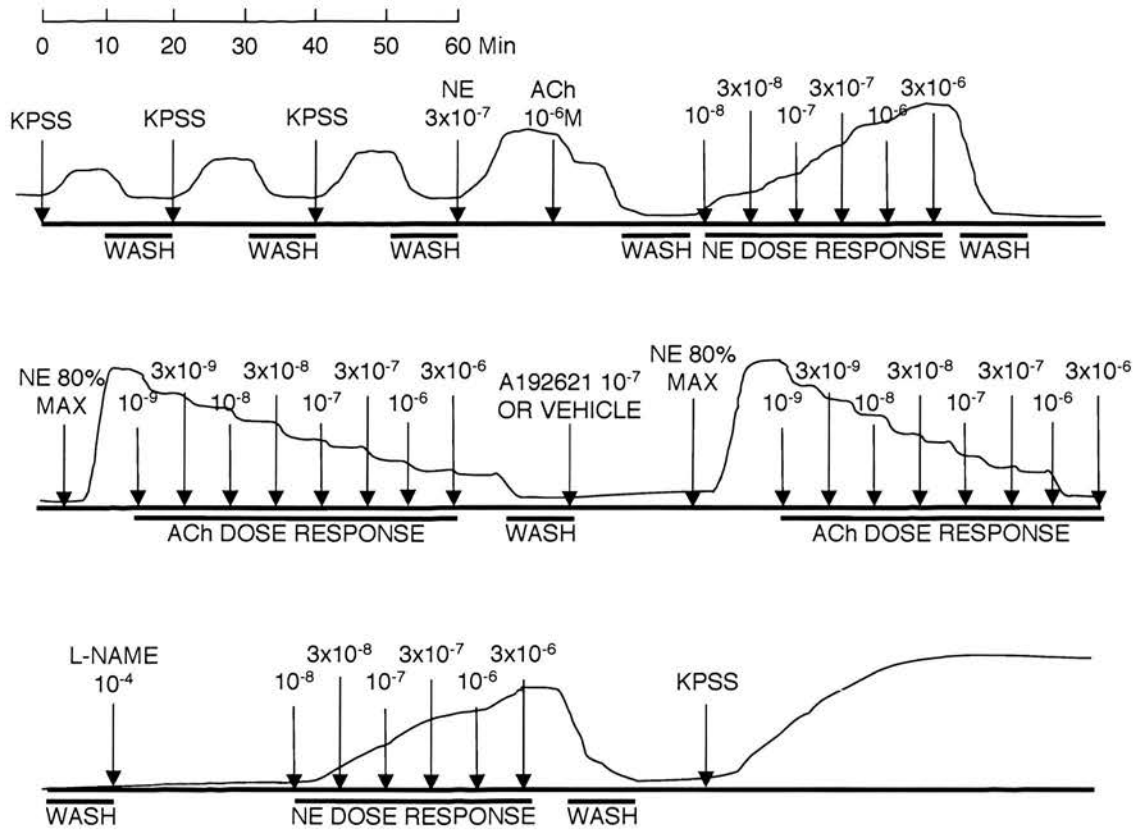 0 10 20 30 40 50 60 Min
NE ACh
KPSS KPSS KPSS 3x10⁻⁷ 10⁻⁶M 10⁻⁸ 3x10⁻⁸ 10⁻⁷ 3x10⁻⁷ 10⁻⁶ 3x10⁻⁶
WASH WASH WASH WASH NE DOSE RESPONSE WASH
NE 80% MAX 10⁻⁹ 3x10⁻⁹ 10⁻⁸ 3x10⁻⁸ 10⁻⁷ 3x10⁻⁷ 10⁻⁶ 3x10⁻⁶ A192621 10⁻⁷ OR VEHICLE NE 80% MAX 10⁻⁹ 3x10⁻⁹ 10⁻⁸ 3x10⁻⁸ 10⁻⁷ 3x10⁻⁷ 10⁻⁶ 3x10⁻⁶
ACh DOSE RESPONSE WASH ACh DOSE RESPONSE
L-NAME
10⁻⁴ 10⁻⁸ 3x10⁻⁸ 10⁻⁷ 3x10⁻⁷ 10⁻⁶ 3x10⁻⁶ KPSS
WASH NE DOSE RESPONSE WASH